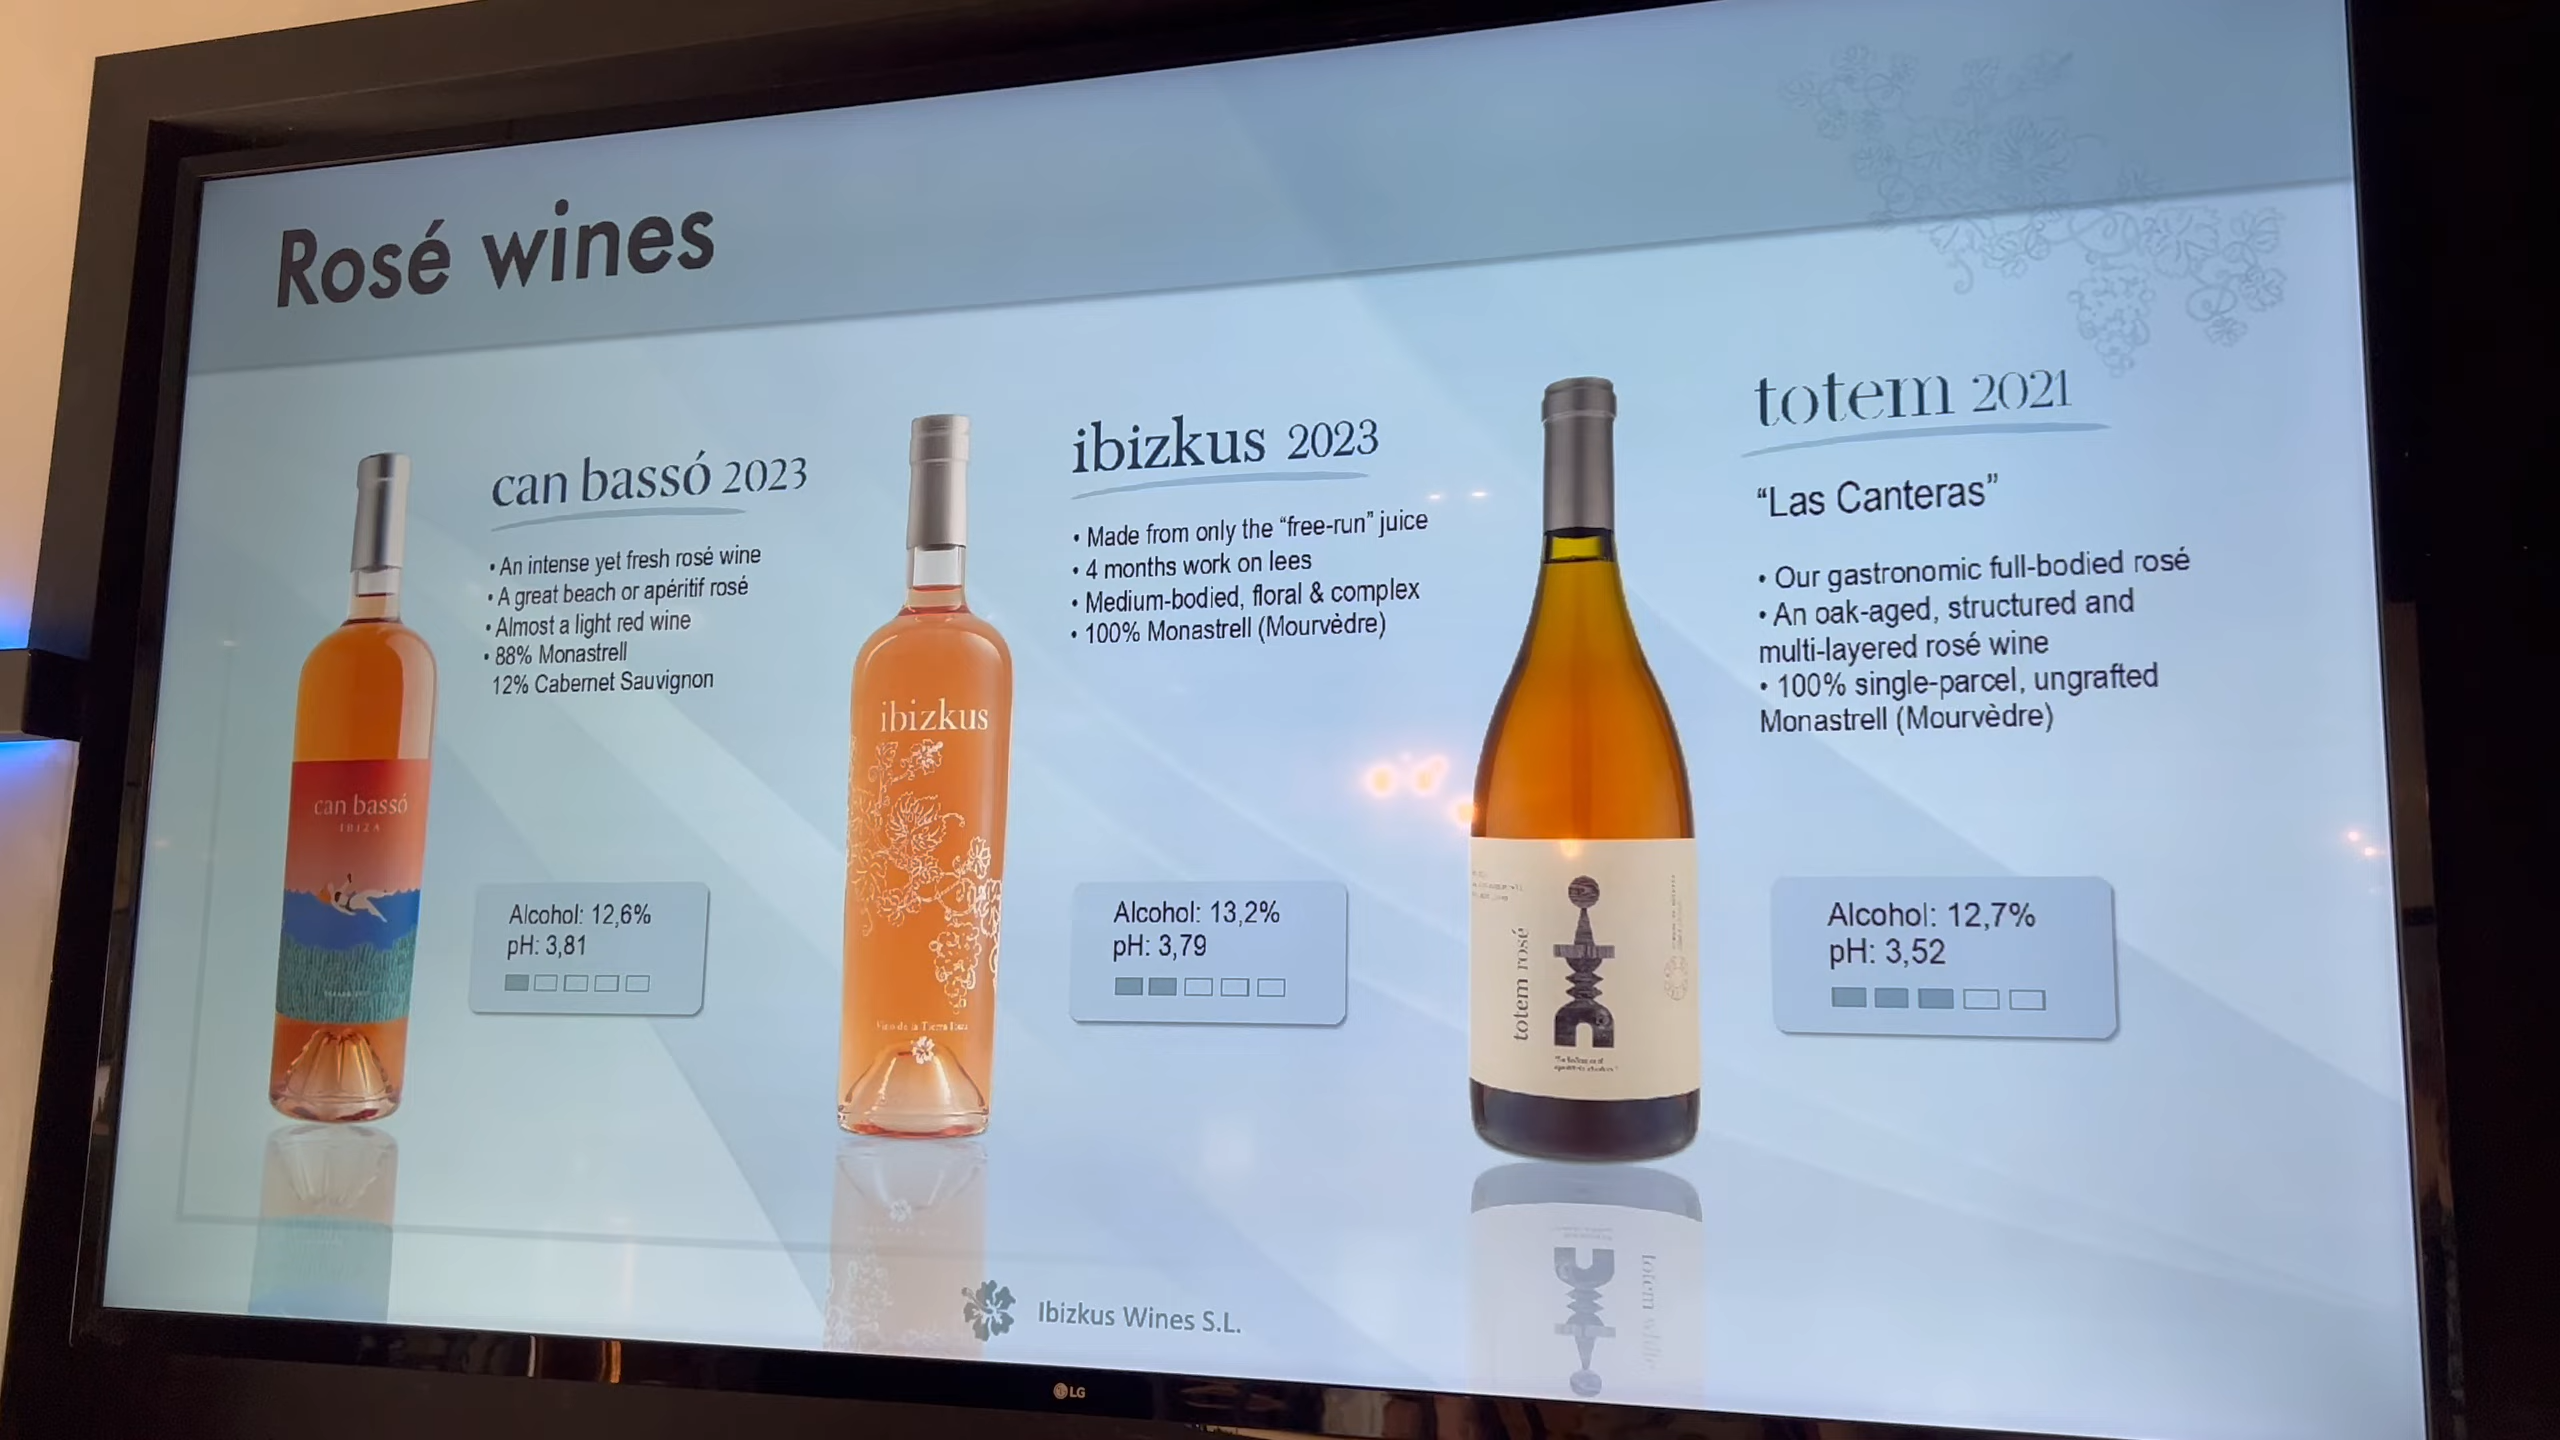 Rosé wines
can bassó 2023
• An intense yet fresh rosé wine
• A great beach or apéritif rosé
• Almost a light red wine
• 88% Monastrell
12% Cabernet Sauvignon
can bassó
IBIZA
Alcohol: 12,6%
pH: 3,81
ibizkus 2023
• Made from only the “free-run” juice
• 4 months work on lees
• Medium-bodied, floral & complex
• 100% Monastrell (Mourvèdre)
ibizkus
Vino de la Tierra Ibiza
Alcohol: 13,2%
pH: 3,79
totem 2021
“Las Canteras”
• Our gastronomic full-bodied rosé
• An oak-aged, structured and
multi-layered rosé wine
• 100% single-parcel, ungrafted
Monastrell (Mourvèdre)
totem rosé
Alcohol: 12,7%
pH: 3,52
Ibizkus Wines S.L.
LG